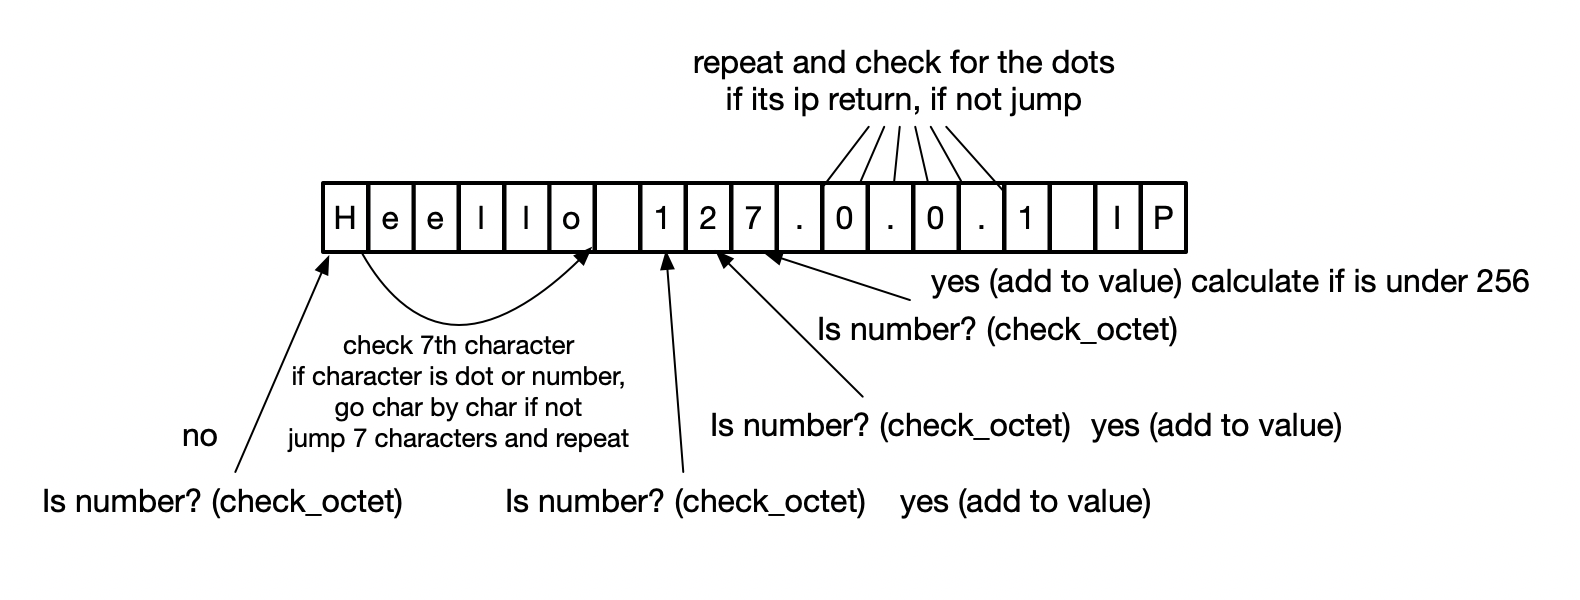 repeat and check for the dots
if its ip return, if not jump
H e e l l o 1 2 7 . 0 . 0 . 1 I P
yes (add to value) calculate if is under 256
Is number? (check_octet)
check 7th character
if character is dot or number,
go char by char if not
jump 7 characters and repeat
no
Is number? (check_octet) yes (add to value)
Is number? (check_octet)
Is number? (check_octet) yes (add to value)